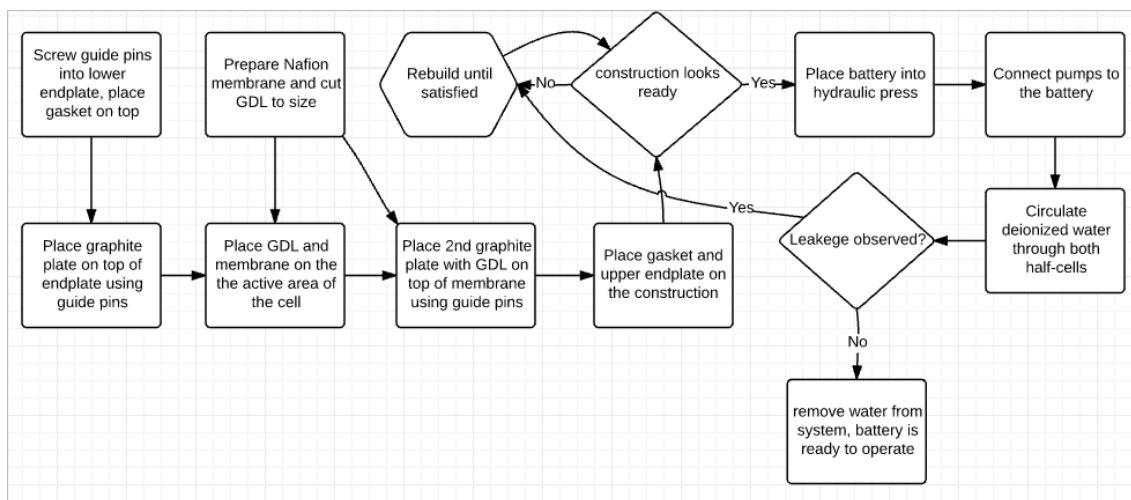 Screw guide pins
into lower
endplate, place
gasket on top
Prepare Nafion
membrane and cut
GDL to size
Rebuild until
satisfied
No
construction looks
ready
Yes
Place battery into
hydraulic press
Connect pumps to
the battery
Place graphite
plate on top of
endplate using
guide pins
Place GDL and
membrane on the
the active area of
the cell
Place 2nd graphite
plate with GDL on
top of membrane
using guide pins
Place gasket and
upper endplate on
the construction
Yes
Leakege observed?
Circulate
deionized water
through both
half-cells
No
remove water from
system, battery is
ready to operate